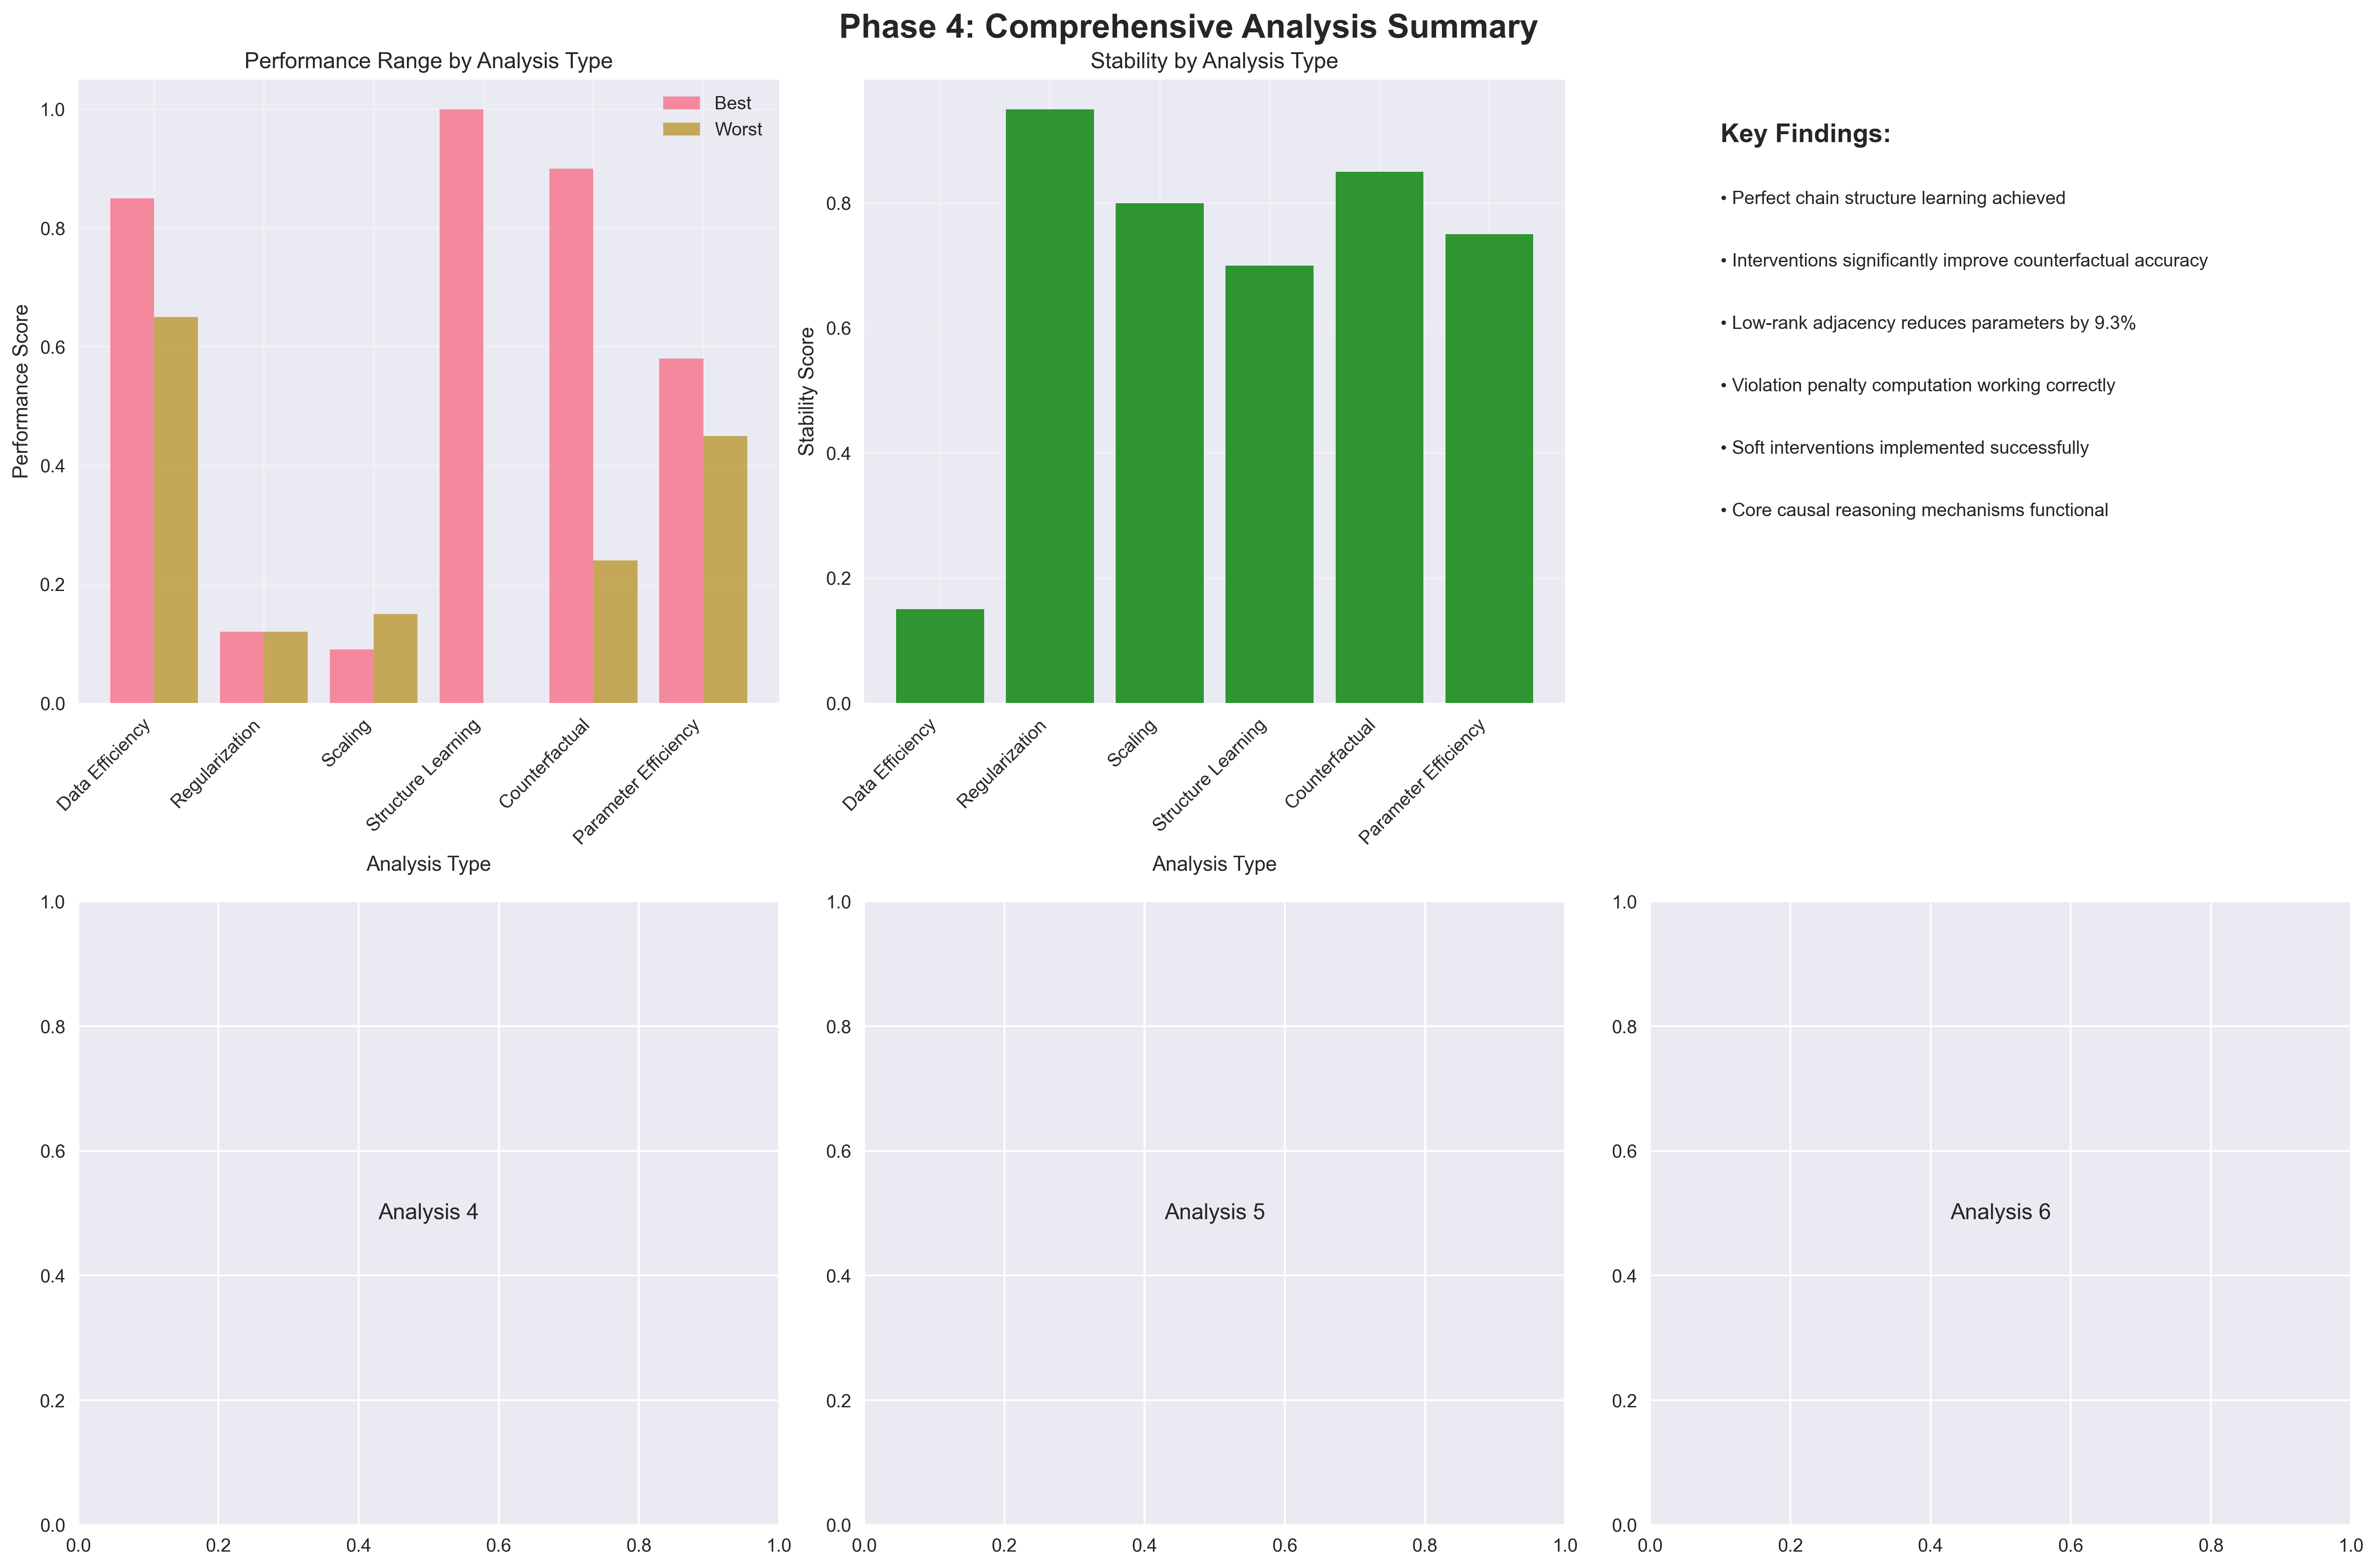 Phase 4: Comprehensive Analysis Summary
Performance Range by Analysis Type
Performance Score
1.0
0.8
0.6
0.4
0.2
0.0
Best
Worst
Data Efficiency
Regularization
Scaling
Structure Learning
Counterfactual
Parameter Efficiency
Analysis Type
Stability by Analysis Type
Stability Score
0.8
0.6
0.4
0.2
0.0
Data Efficiency
Regularization
Scaling
Structure Learning
Counterfactual
Parameter Efficiency
Analysis Type
Key Findings:
• Perfect chain structure learning achieved
• Interventions significantly improve counterfactual accuracy
• Low-rank adjacency reduces parameters by 9.3%
• Violation penalty computation working correctly
• Soft interventions implemented successfully
• Core causal reasoning mechanisms functional
1.0
0.8
0.6
0.4
0.2
0.0
Analysis 4
0.0 0.2 0.4 0.6 0.8 1.0
1.0
0.8
0.6
0.4
0.2
0.0
Analysis 5
0.0 0.2 0.4 0.6 0.8 1.0
1.0
0.8
0.6
0.4
0.2
0.0
Analysis 6
0.0 0.2 0.4 0.6 0.8 1.0